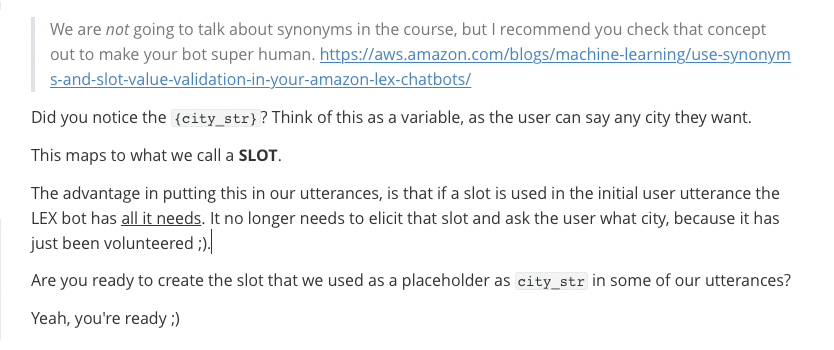 We are not going to talk about synonyms in the course, but I recommend you check that concept
out to make your bot super human. https://aws.amazon.com/blogs/machine-learning/use-synonym
s-and-slot-value-validation-in-your-amazon-lex-chatbots/
Did you notice the {city_str}? Think of this as a variable, as the user can say any city they want.
This maps to what we call a SLOT.
The advantage in putting this in our utterances, is that if a slot is used in the initial user utterance the
LEX bot has all it needs. It no longer needs to elicit that slot and ask the user what city, because it has
just been volunteered ;).
Are you ready to create the slot that we used as a placeholder as city_str in some of our utterances?
Yeah, you're ready ;)